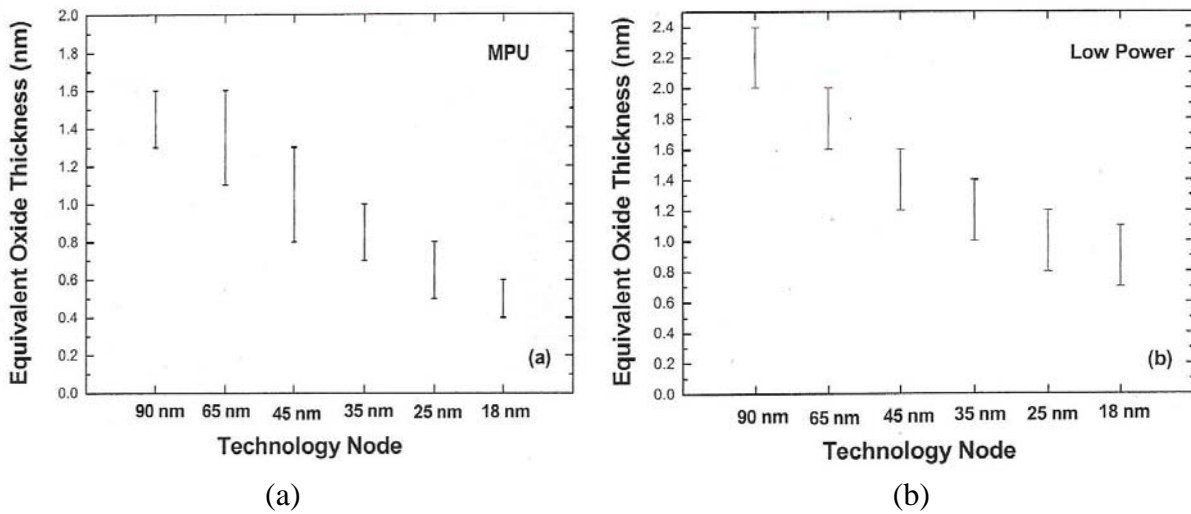 2.0
1.8
1.6
1.4
1.2
1.0
0.8
0.6
0.4
0.2
0.0
Equivalent Oxide Thickness (nm)
MPU
(a)
90 nm 65 nm 45 nm 35 nm 25 nm 18 nm
Technology Node
(a)
2.4
2.2
2.0
1.8
1.6
1.4
1.2
1.0
0.8
0.6
0.4
0.2
0.0
Equivalent Oxide Thickness (nm)
Low Power
(b)
90 nm 65 nm 45 nm 35 nm 25 nm 18 nm
Technology Node
(b)